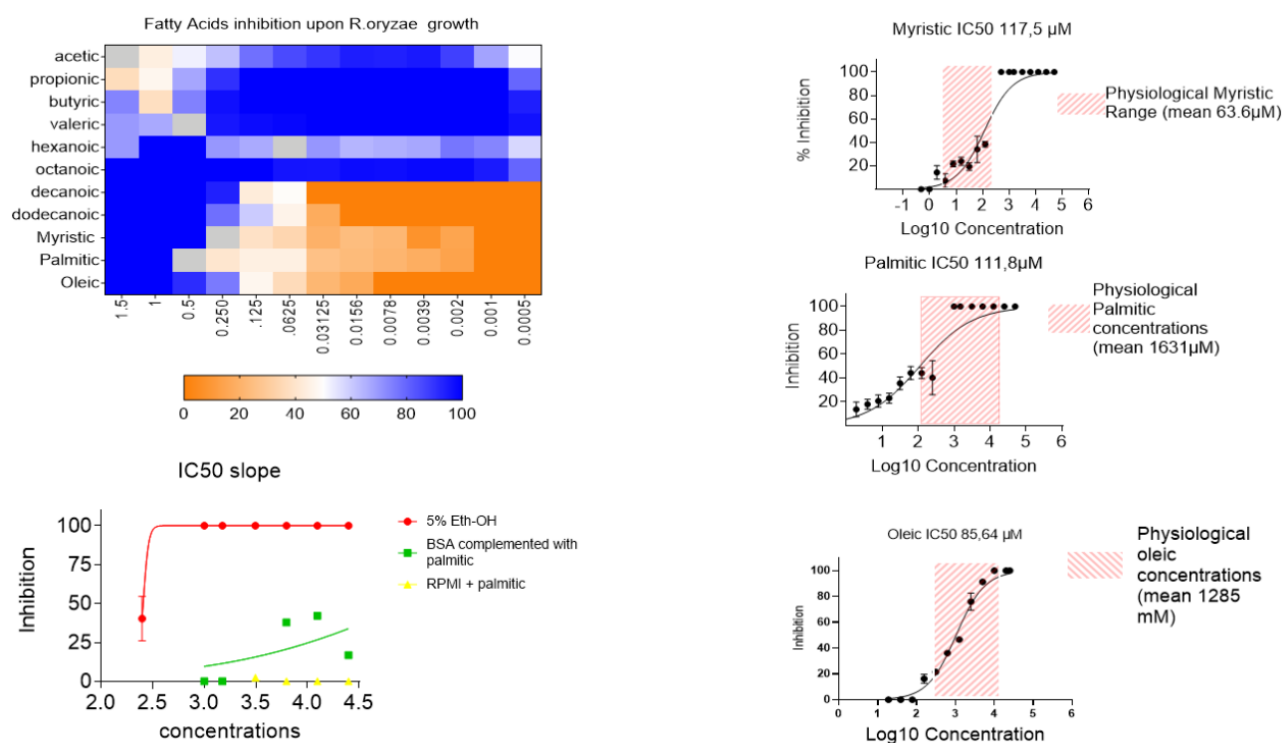 Fatty Acids inhibition upon R.oryzae growth
acetic
propionic
butyric
valeric
hexanoic
octanoic
decanoic
dodecanoic
Myristic
Palmitic
Oleic
1.5
1
0.5
0.250
.125
.0625
0.03125
0.0156
0.0078
0.0039
0.002
0.001
0.0005
0 20 40 60 80 100
IC50 slope
Inhibition
100
75
50
25
0
2.0 2.5 3.0 3.5 4.0 4.5
concentrations
5% Eth-OH
BSA complemented with
palmitic
RPMI + palmitic
Myristic IC50 117,5 µM
% Inhibition
100
80
60
40
20
-1 0 1 2 3 4 5 6
Log10 Concentration
Physiological Myristic
Range (mean 63.6µM)
Palmitic IC50 111,8µM
Inhibition
100
80
60
40
20
1 2 3 4 5 6
Log10 Concentration
Physiological
Palmitic
concentrations
(mean 1631µM)
Oleic IC50 85,64 µM
Inhibition
100
80
60
40
20
0
0 1 2 3 4 5 6
Log10 Concentration
Physiological
oleic
concentrations
(mean 1285
mM)